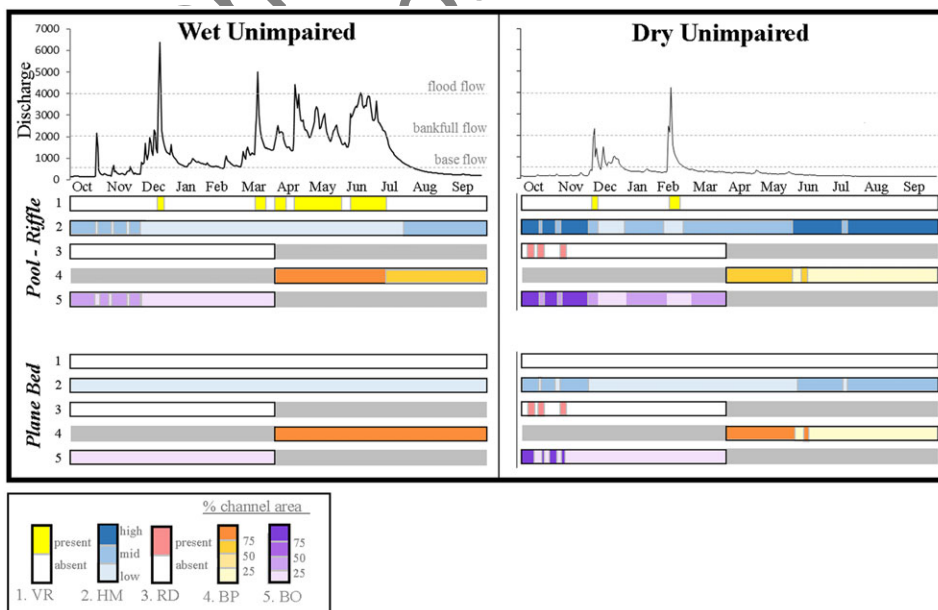 Wet Unimpaired
Dry Unimpaired
Discharge
7000
6000
5000
4000
3000
2000
1000
0
flood flow
bankfull flow
base flow
Oct Nov Dec Jan Feb Mar Apr May Jun Jul Aug Sep
Oct Nov Dec Jan Feb Mar Apr May Jun Jul Aug Sep
Pool - Riffle
1
2
3
4
5
Plane Bed
1
2
3
4
5
% channel area
present
absent
high
mid
low
present
absent
75
50
25
75
50
25
1. VR 2. HM 3. RD 4. BP 5. BO